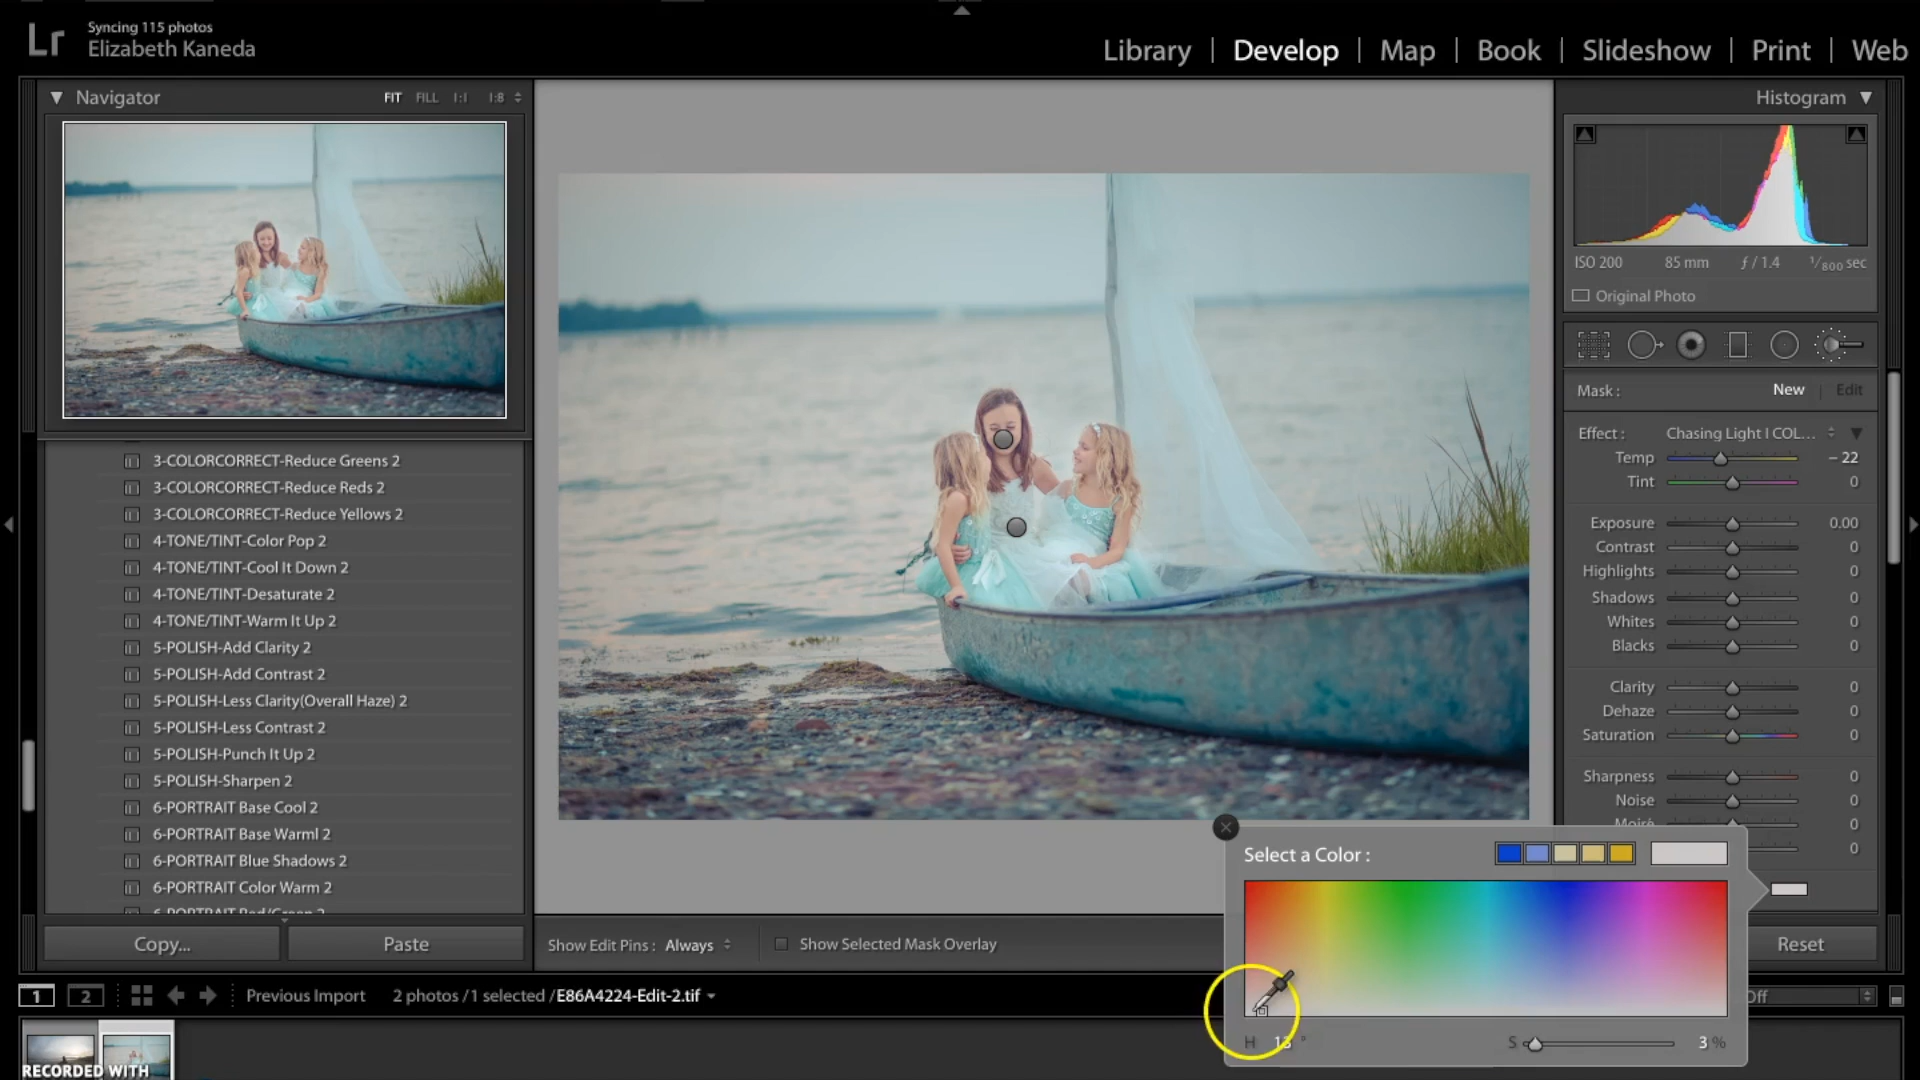 Lr
Syncing 115 photos
Elizabeth Kaneda
Library | Develop | Map | Book | Slideshow | Print | Web
Navigator FIT FILL 1:1 1:8
3-COLORCORRECT-Reduce Greens 2
3-COLORCORRECT-Reduce Reds 2
3-COLORCORRECT-Reduce Yellows 2
4-TONE/TINT-Color Pop 2
4-TONE/TINT-Cool It Down 2
4-TONE/TINT-Desaturate 2
4-TONE/TINT-Warm It Up 2
5-POLISH-Add Clarity 2
5-POLISH-Add Contrast 2
5-POLISH-Less Clarity(Overall Haze) 2
5-POLISH-Less Contrast 2
5-POLISH-Punch It Up 2
5-POLISH-Sharpen 2
6-PORTRAIT Base Cool 2
6-PORTRAIT Base Warml 2
6-PORTRAIT Blue Shadows 2
6-PORTRAIT Color Warm 2
6-PORTRAIT Red/Green 2
Copy... Paste
Histogram
ISO 200 85 mm ƒ / 1.4 1/800 sec
Original Photo
Mask : New | Edit
Effect : Chasing Light I COL...
Temp – 22
Tint 0
Exposure 0.00
Contrast 0
Highlights 0
Shadows 0
Whites 0
Blacks 0
Clarity 0
Dehaze 0
Saturation 0
Sharpness 0
Noise 0
Moiré 0
0
Select a Color :
H 13 ° S 3 %
Reset
Show Edit Pins : Always Show Selected Mask Overlay
1 2 Previous Import 2 photos / 1 selected / E86A4224-Edit-2.tif
Off
RECORDED WITH